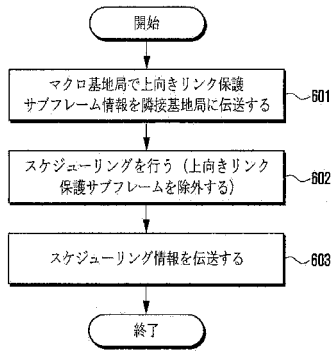 開始
マクロ基地局で上向きリンク保護
サブフレーム情報を隣接基地局に伝送する
601
スケジューリングを行う（上向きリンク
保護サブフレームを除外する）
602
スケジューリング情報を伝送する
603
終了